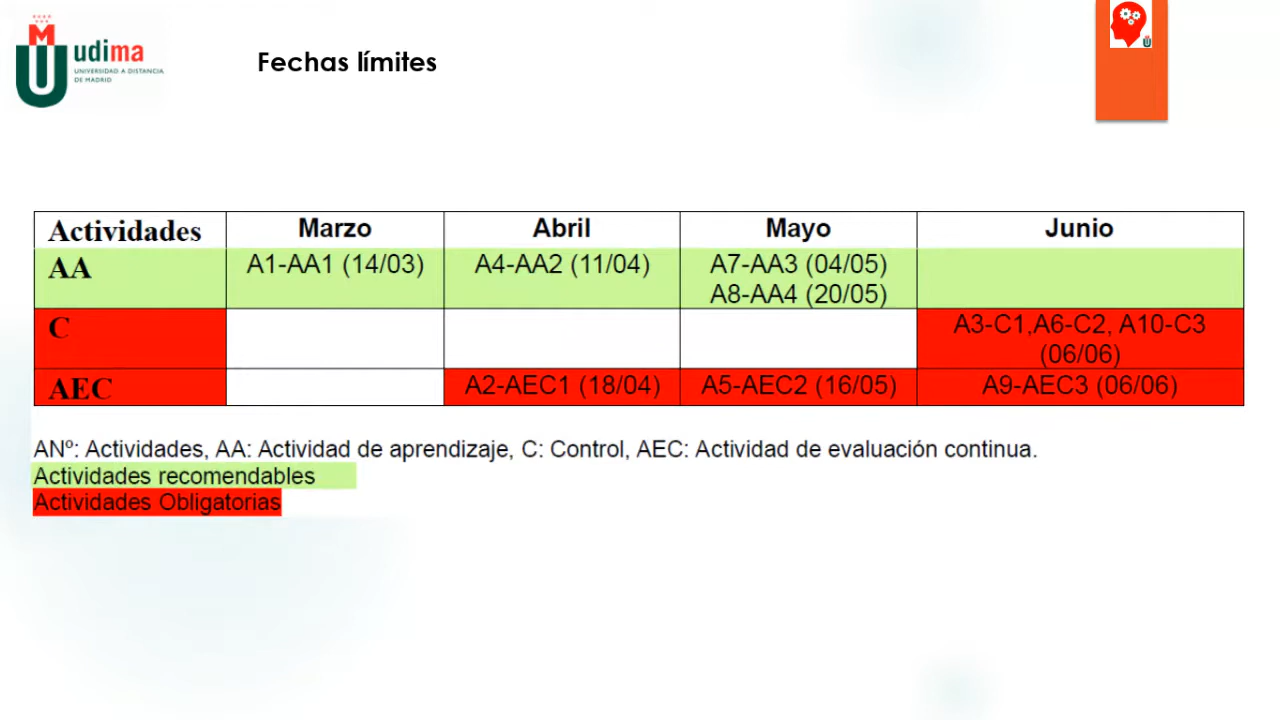 udima
UNIVERSIDAD A DISTANCIA
DE MADRID
Fechas límites
Actividades Marzo Abril Mayo Junio
AA A1-AA1 (14/03) A4-AA2 (11/04) A7-AA3 (04/05)
A8-AA4 (20/05)
C A3-C1,A6-C2, A10-C3
(06/06)
AEC A2-AEC1 (18/04) A5-AEC2 (16/05) A9-AEC3 (06/06)
ANº: Actividades, AA: Actividad de aprendizaje, C: Control, AEC: Actividad de evaluación continua.
Actividades recomendables
Actividades Obligatorias